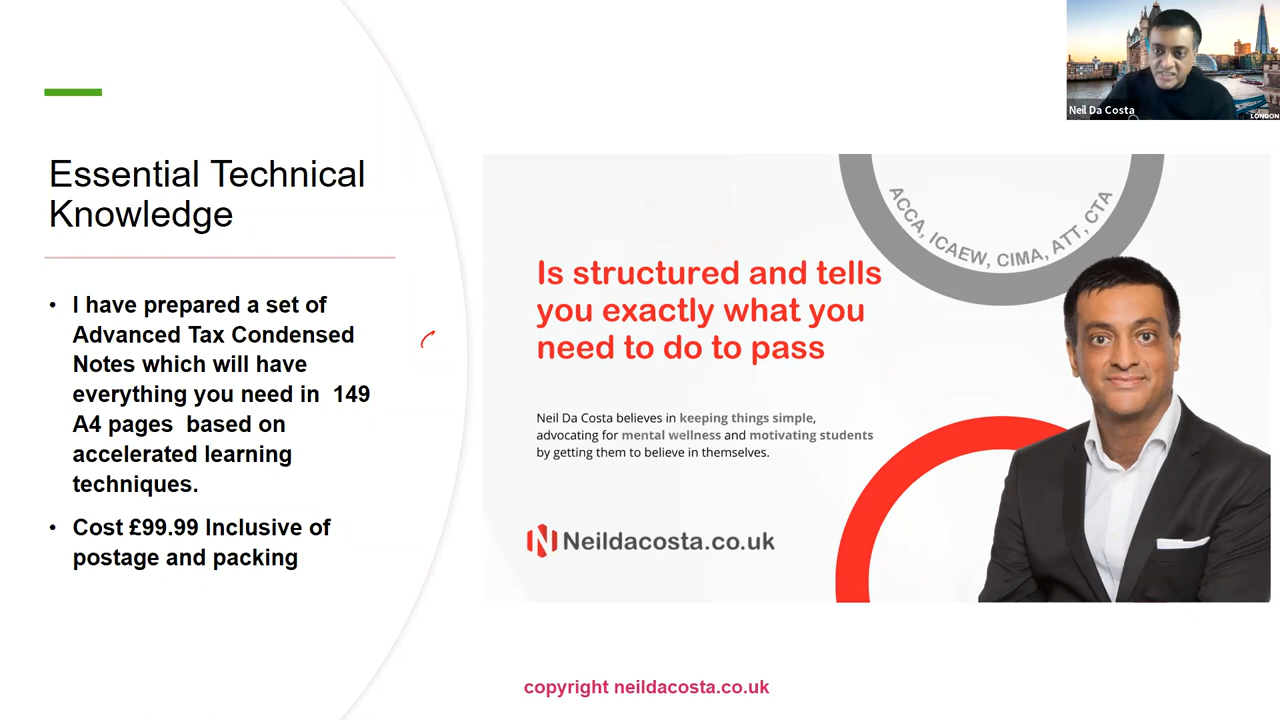 Essential Technical
Knowledge
• I have prepared a set of
Advanced Tax Condensed
Notes which will have
everything you need in 149
A4 pages based on
accelerated learning
techniques.
• Cost £99.99 Inclusive of
postage and packing
ACCA, ICAEW, CIMA, ATT, CTA
Is structured and tells
you exactly what you
need to do to pass
Neil Da Costa believes in keeping things simple,
advocating for mental wellness and motivating students
by getting them to believe in themselves.
Neildacosta.co.uk
copyright neildacosta.co.uk
Neil Da Costa
LONDON